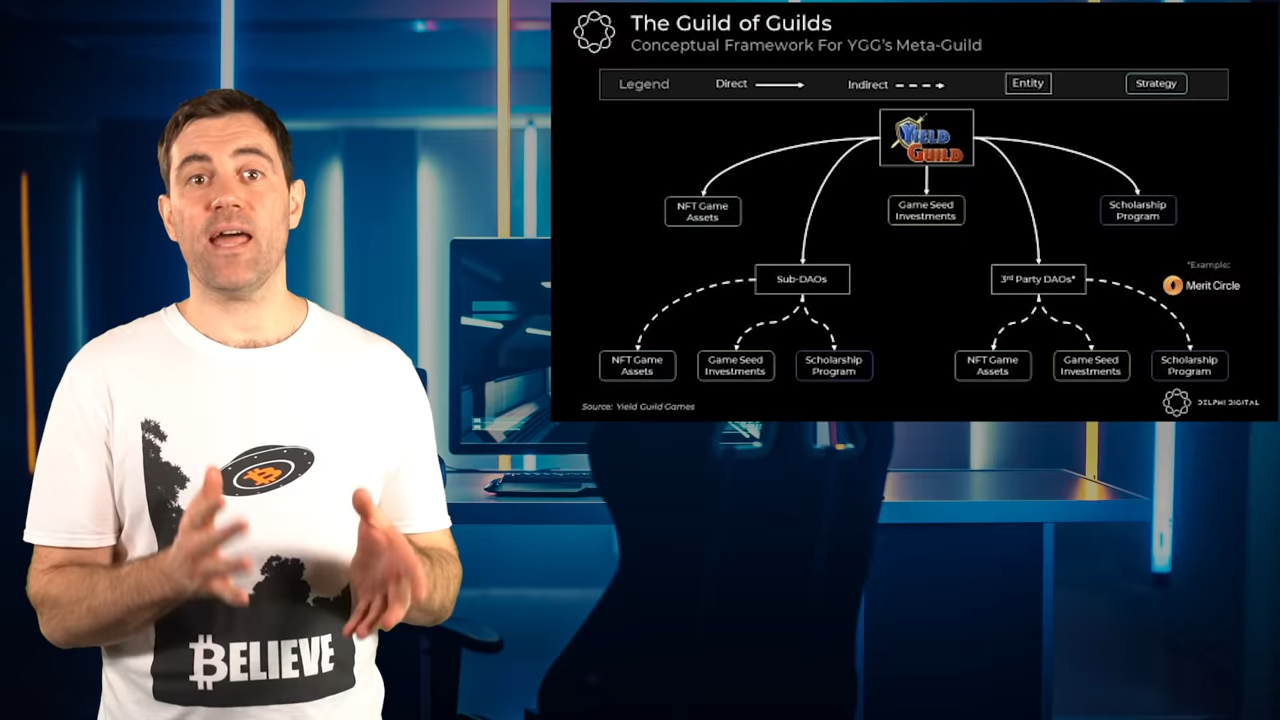 The Guild of Guilds
Conceptual Framework For YGG's Meta-Guild
Legend Direct Indirect Entity Strategy
YIELD
GUILD
NFT Game
Assets
Game Seed
Investments
Scholarship
Program
Sub-DAOs
3rd Party DAOs*
*Example:
Merit Circle
NFT Game
Assets
Game Seed
Investments
Scholarship
Program
NFT Game
Assets
Game Seed
Investments
Scholarship
Program
Source: Yield Guild Games
DELPHI DIGITAL
₿ELIEVE